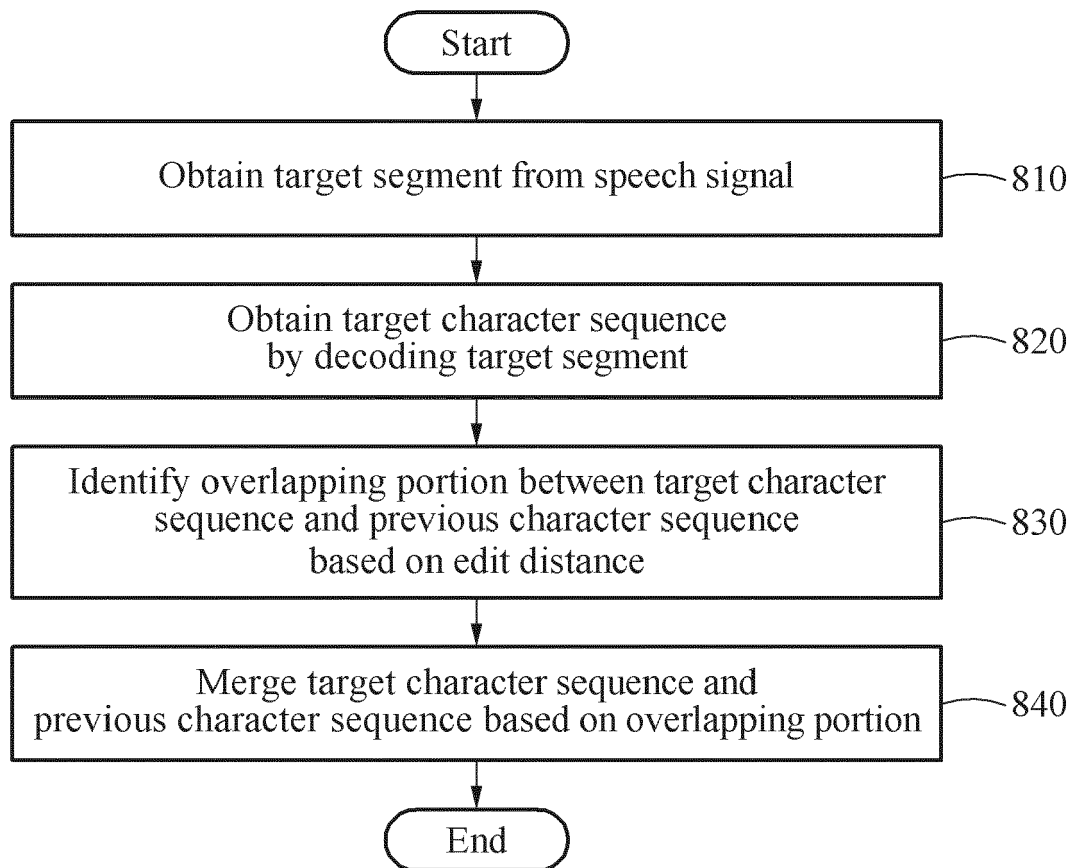 Start
Obtain target segment from speech signal
810
Obtain target character sequence
by decoding target segment
820
Identify overlapping portion between target character
sequence and previous character sequence
based on edit distance
830
Merge target character sequence and
previous character sequence based on overlapping portion
840
End